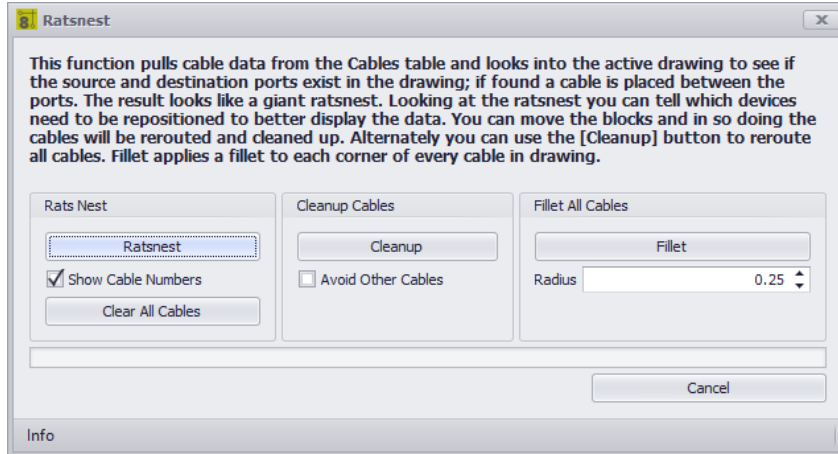 Ratsnest
This function pulls cable data from the Cables table and looks into the active drawing to see if
the source and destination ports exist in the drawing; if found a cable is placed between the
ports. The result looks like a giant ratsnest. Looking at the ratsnest you can tell which devices
need to be repositioned to better display the data. You can move the blocks and in so doing the
cables will be rerouted and cleaned up. Alternately you can use the [Cleanup] button to reroute
all cables. Fillet applies a fillet to each corner of every cable in drawing.
Rats Nest
Ratsnest
Show Cable Numbers
Clear All Cables
Cleanup Cables
Cleanup
Avoid Other Cables
Fillet All Cables
Fillet
Radius 0.25
Cancel
Info